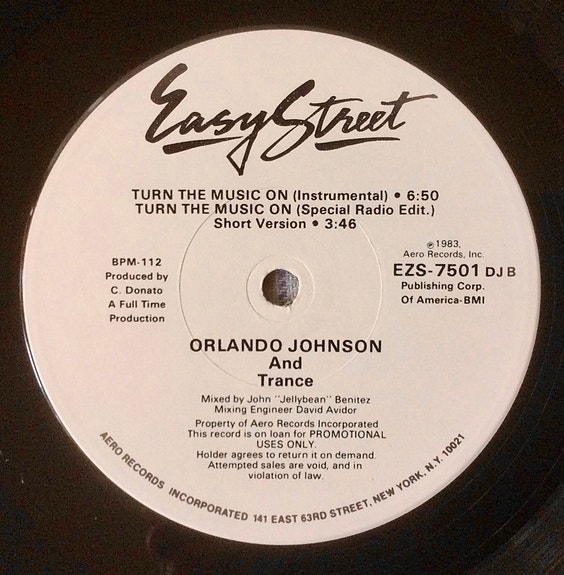 Easy Street
TURN THE MUSIC ON (Instrumental) • 6:50
TURN THE MUSIC ON (Special Radio Edit.)
Short Version • 3:46
BPM-112
Produced by
C. Donato
A Full Time
Production
℗1983,
Aero Records, Inc.
EZS-7501 DJ B
Publishing Corp.
Of America-BMI
ORLANDO JOHNSON
And
Trance
Mixed by John "Jellybean" Benitez
Mixing Engineer David Avidor
Property of Aero Records Incorporated
This record is on loan for PROMOTIONAL
USES ONLY.
Holder agrees to return it on demand.
Attempted sales are void, and in
violation of law.
AERO RECORDS INCORPORATED 141 EAST 63RD STREET, NEW YORK, N.Y. 10021